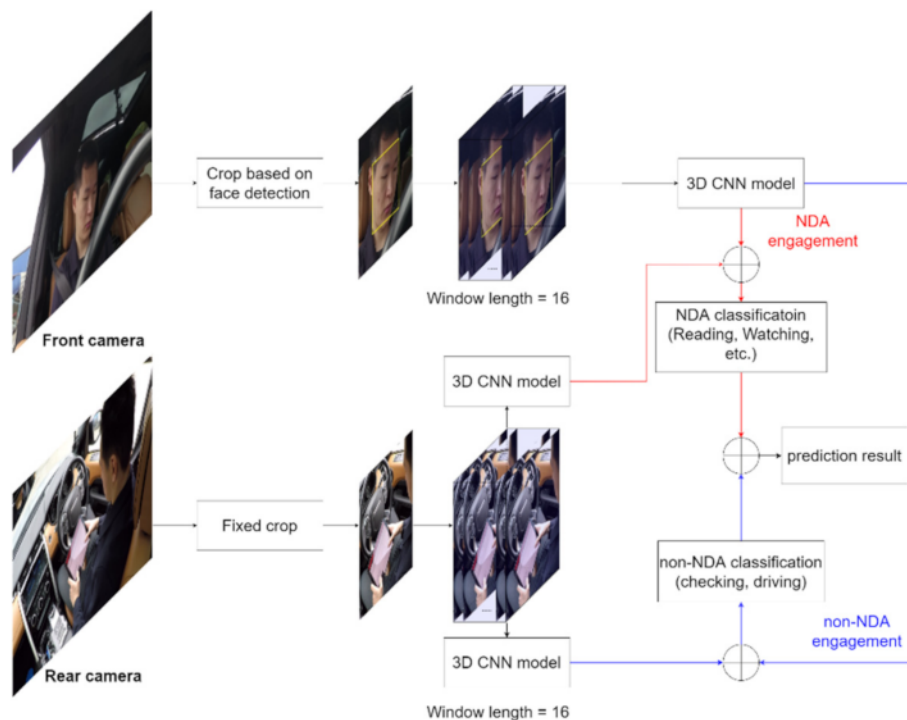 Crop based on
face detection
3D CNN model
NDA
engagement
Window length = 16
Front camera
NDA classificatoin
(Reading, Watching,
etc.)
3D CNN model
prediction result
Fixed crop
non-NDA classification
(checking, driving)
non-NDA
engagement
3D CNN model
Rear camera
Window length = 16